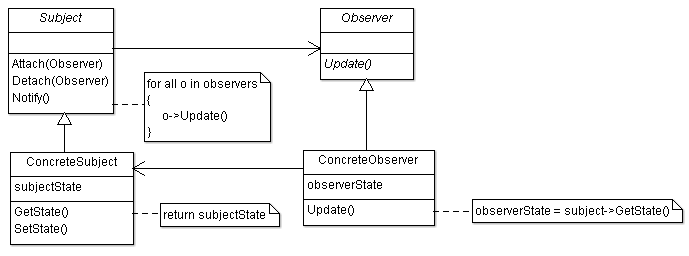 Subject
Attach(Observer)
Detach(Observer)
Notify()
for all o in observers
{
o->Update()
}
Observer
Update()
ConcreteSubject
subjectState
GetState()
SetState()
return subjectState
ConcreteObserver
observerState
Update()
observerState = subject->GetState()